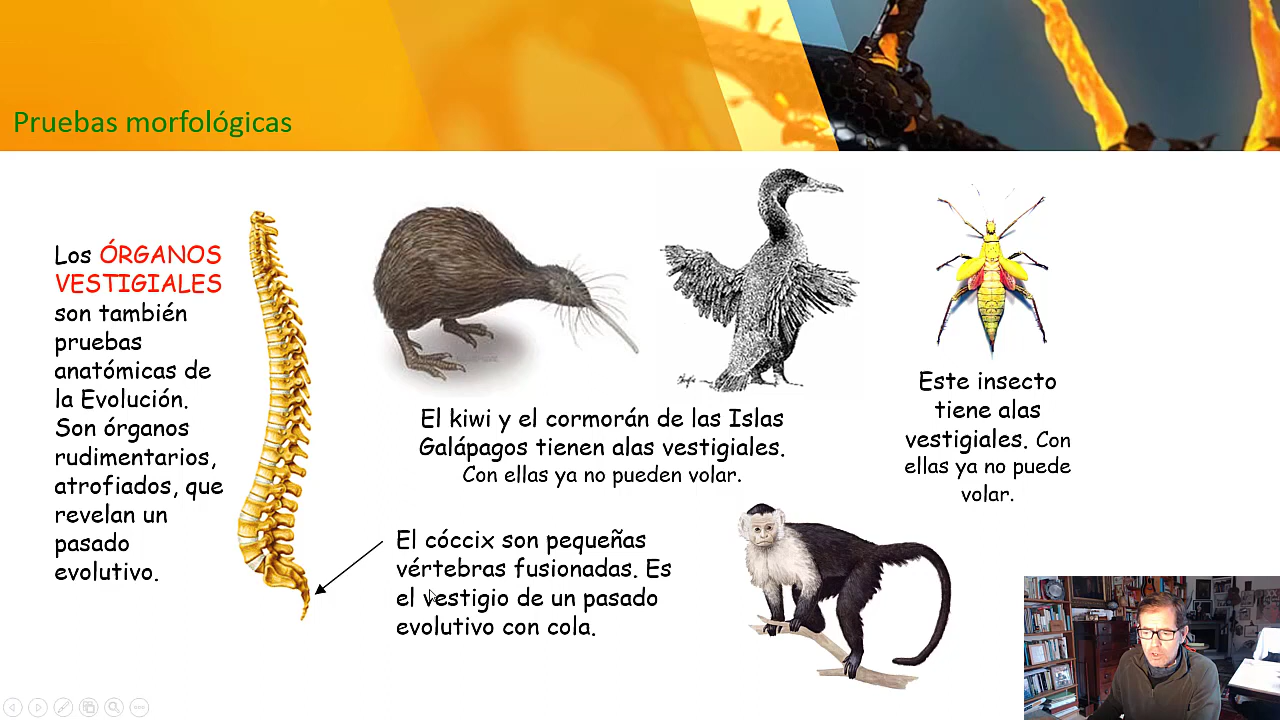 Pruebas morfológicas
Los ÓRGANOS
VESTIGIALES
son también
pruebas
anatómicas de
la Evolución.
Son órganos
rudimentarios,
atrofiados, que
revelan un
pasado
evolutivo.
El kiwi y el cormorán de las Islas
Galápagos tienen alas vestigiales.
Con ellas ya no pueden volar.
Este insecto
tiene alas
vestigiales. Con
ellas ya no puede
volar.
El cóccix son pequeñas
vértebras fusionadas. Es
el vestigio de un pasado
evolutivo con cola.